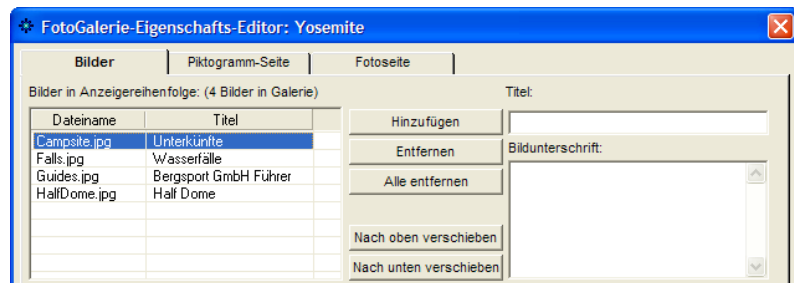 FotoGalerie-Eigenschafts-Editor: Yosemite
Bilder Piktogramm-Seite Fotoseite
Bilder in Anzeigereihenfolge: (4 Bilder in Galerie) Titel:
Dateiname Titel Hinzufügen
Campsite.jpg Unterkünfte
Entfernen Bildunterschrift:
Falls.jpg Wasserfälle
Guides.jpg Bergsport GmbH Führer Alle entfernen
HalfDome.jpg Half Dome
Nach oben verschieben
Nach unten verschieben